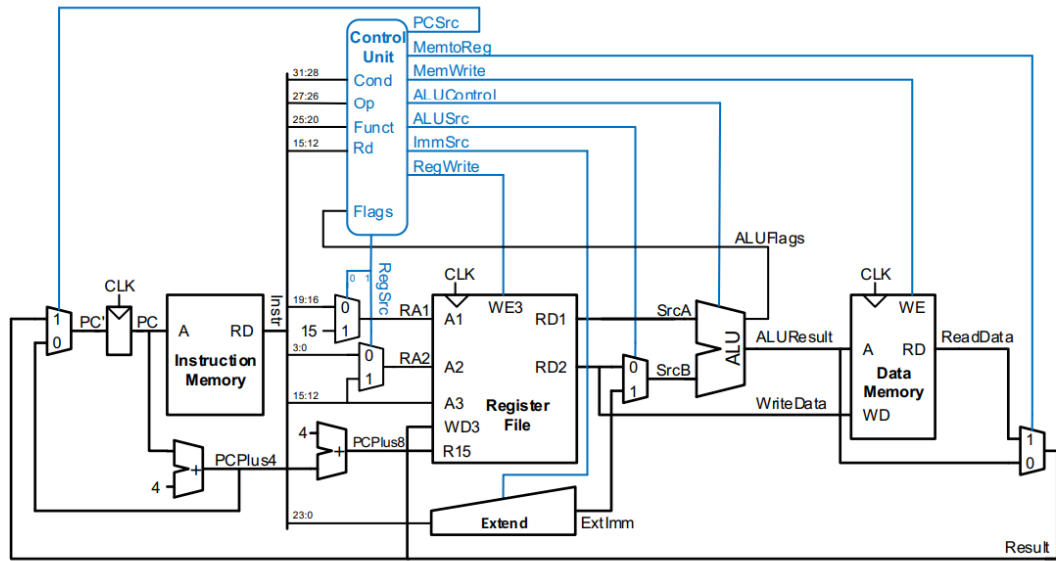 PCSrc
Control
Unit
MemtoReg
MemWrite
ALUControl
ALUSrc
ImmSrc
RegWrite
31:28
Cond
27:26
Op
25:20
Funct
15:12
Rd
Flags
ALUFlags
RegSrc
0 1
CLK
CLK
CLK
Instr
19:16
0
RA1
15
1
A1
WE3
RD1
SrcA
WE
1
0
PC'
PC
A
RD
Instruction
Memory
3:0
0
1
RA2
A2
RD2
0
1
SrcB
ALU
ALUResult
A
RD
ReadData
Data
Memory
15:12
A3
Register
File
WriteData
WD
WD3
1
0
4
+
PCPlus8
R15
PCPlus4
+
4
23:0
Extend
ExtImm
Result